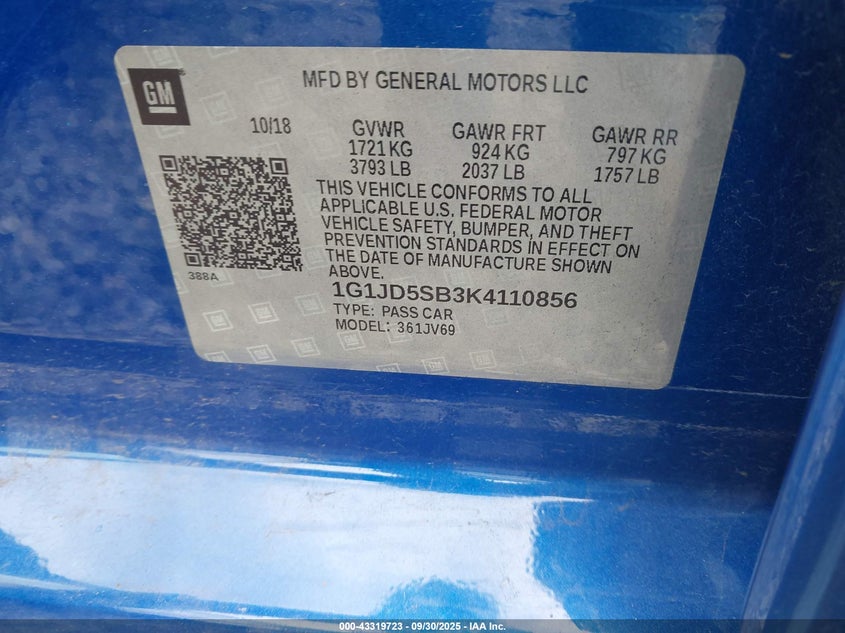 GM
MFD BY GENERAL MOTORS LLC
10/18 GVWR GAWR FRT GAWR RR
1721 KG 924 KG 797 KG
3793 LB 2037 LB 1757 LB
THIS VEHICLE CONFORMS TO ALL
APPLICABLE U.S. FEDERAL MOTOR
VEHICLE SAFETY, BUMPER, AND THEFT
PREVENTION STANDARDS IN EFFECT ON
THE DATE OF MANUFACTURE SHOWN
ABOVE.
388A
1G1JD5SB3K4110856
TYPE: PASS CAR
MODEL: 361JV69
000-43319723 - 09/30/2025 - IAA Inc.